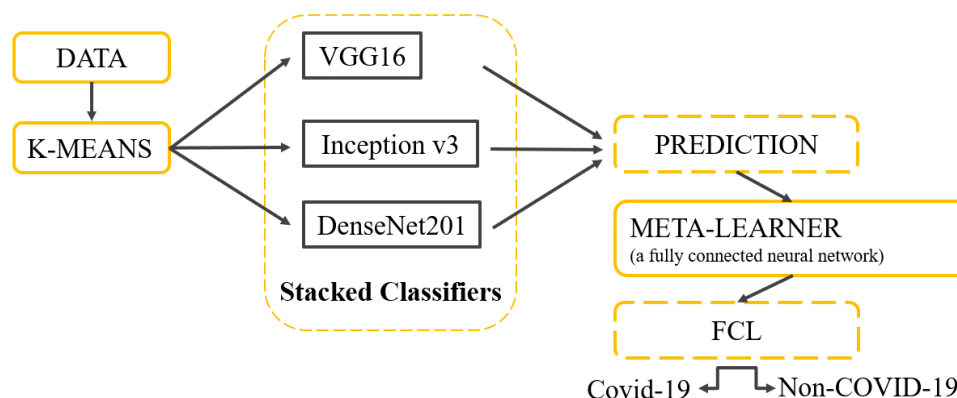 DATA
K-MEANS
VGG16
Inception v3
DenseNet201
Stacked Classifiers
PREDICTION
META-LEARNER
(a fully connected neural network)
FCL
Covid-19
Non-COVID-19